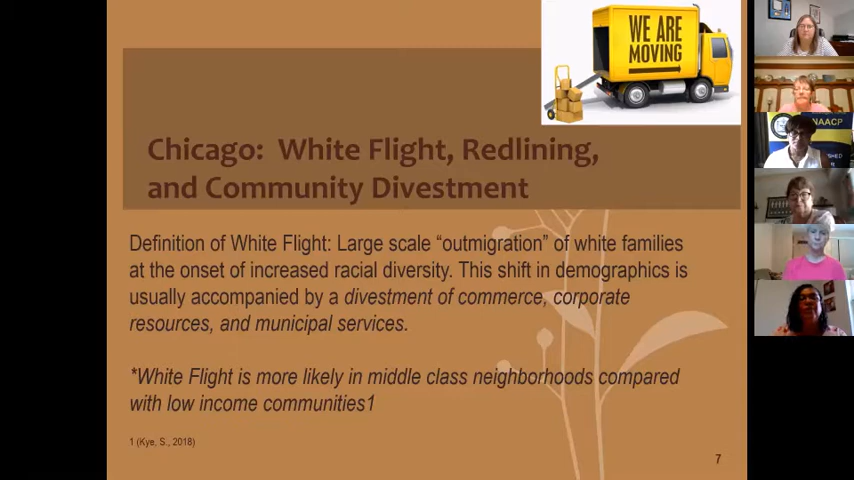 WE ARE
MOVING
Chicago: White Flight, Redlining,
and Community Divestment
Definition of White Flight: Large scale “outmigration” of white families
at the onset of increased racial diversity. This shift in demographics is
usually accompanied by a divestment of commerce, corporate
resources, and municipal services.
*White Flight is more likely in middle class neighborhoods compared
with low income communities1
1 (Kye, S., 2018)
7
NAACP